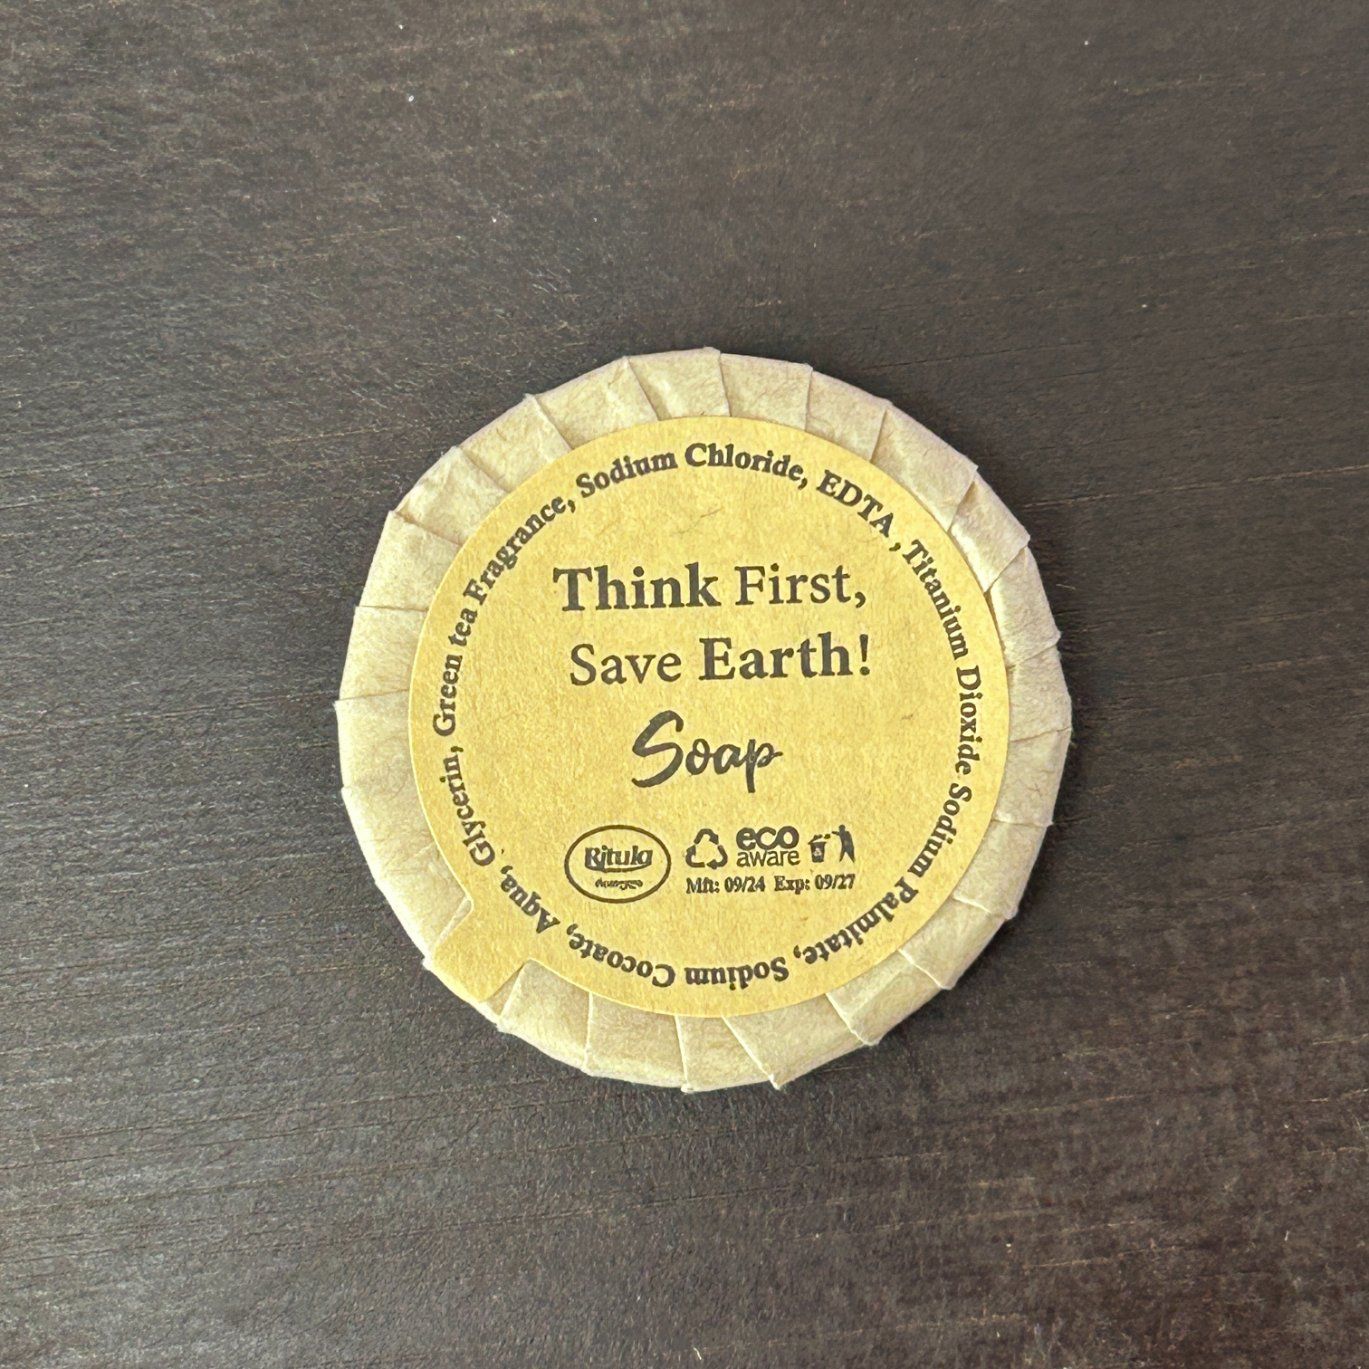 Think First,
Save Earth!
Soap
Ritula
eco
aware
Mft: 09/24 Exp: 09/27
Sodium Palmitate, Sodium Cocoate, Aqua, Glycerin, Green tea Fragrance, Sodium Chloride, EDTA , Titanium Dioxide